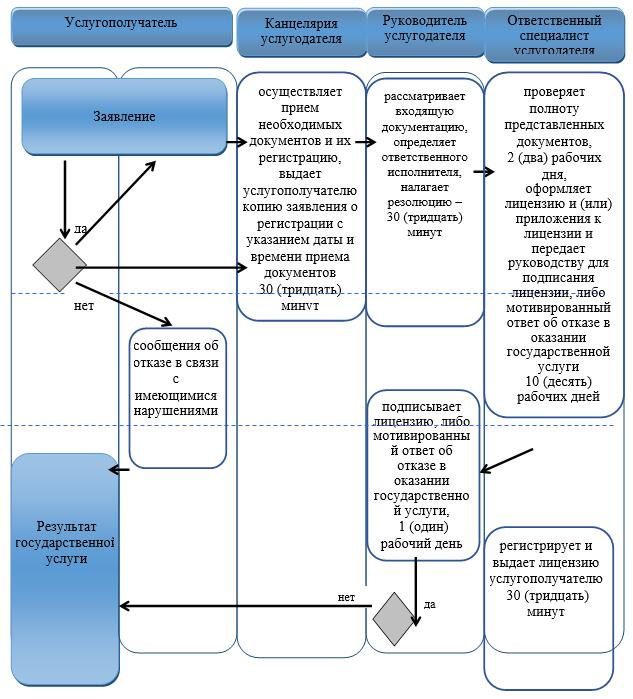 Услугополучатель
Канцелярия
услугодателя
Руководитель
услугодателя
Ответственный
специалист
услугодателя
Заявление
да
нет
осуществляет
прием
необходимых
документов и их
регистрацию,
выдает
услугополучателю
копию заявления о
регистрации с
указанием даты и
времени приема
документов
30 (тридцать)
минут
рассматривает
входящую
документацию,
определяет
ответственного
исполнителя,
налагает
резолюцию –
30 (тридцать)
минут
проверяет
полноту
представленных
документов,
2 (два) рабочих
дня,
оформляет
лицензию и (или)
приложения к
лицензии и
передает
руководству для
подписания
лицензии, либо
мотивированный
ответ об отказе в
оказании
государственной
услуги
10 (десять)
рабочих дней
сообщения об
отказе в связи
с
имеющимися
нарушениями
подписывает
лицензию, либо
мотивированны
й ответ об
отказе в
оказании
государственно
й услуги,
1 (один)
рабочий день
Результат
государственной
услуги
регистрирует и
выдает лицензию
услугополучателю
30 (тридцать)
минут
нет
да